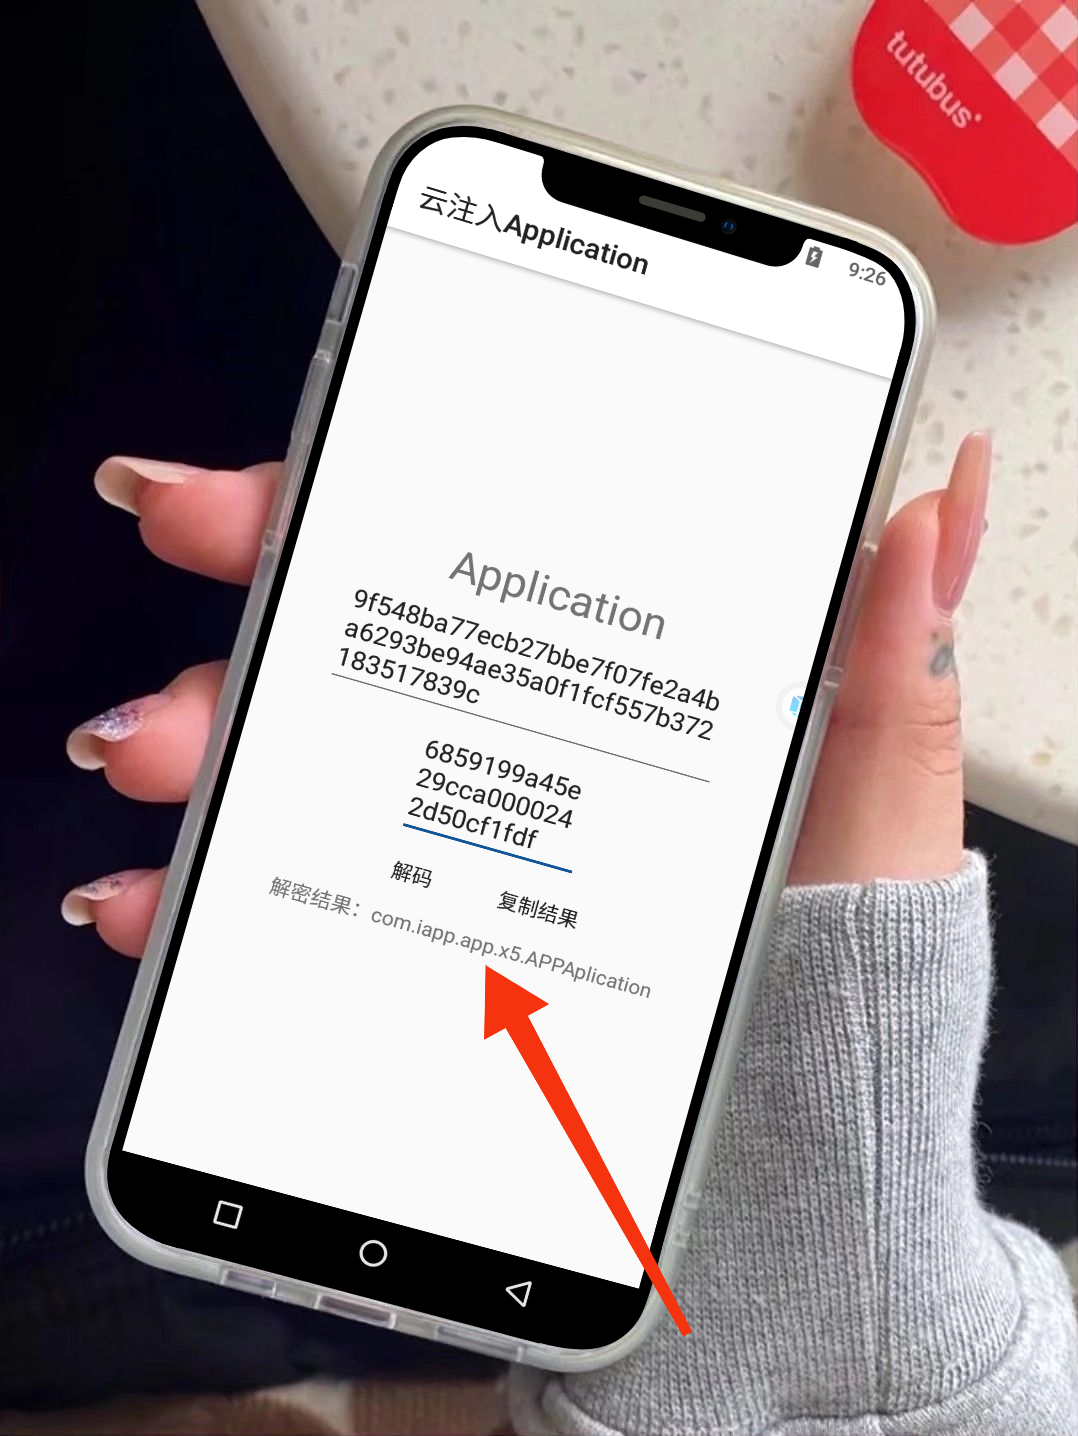 tutubus
云注入Application
9:26
Application
9f548ba77ecb27bbe7f07fe2a4b
a6293be94ae35a0f1fcf557b372
183517839c
6859199a45e
29cca000024
2d50cf1fdf
解码
复制结果
解密结果：com.iapp.app.x5.APPAplication